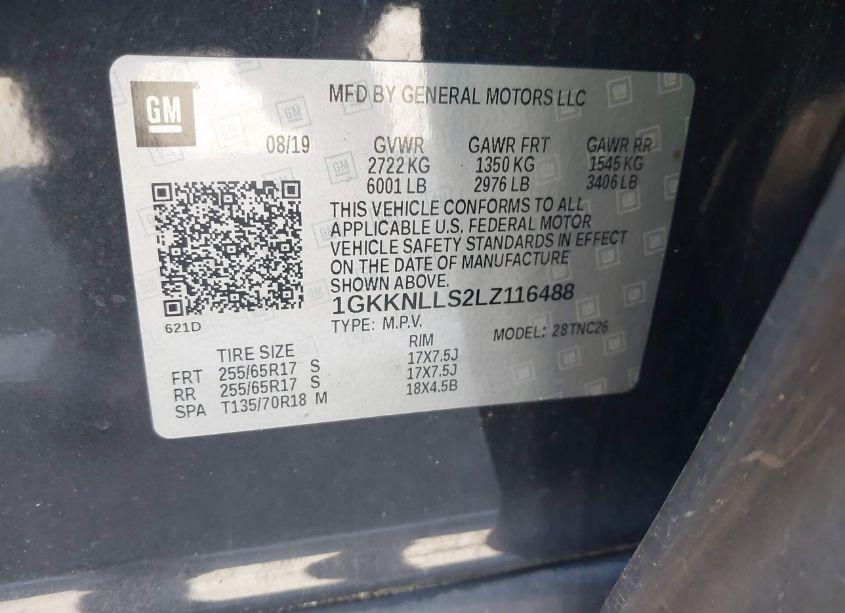 GM
MFD BY GENERAL MOTORS LLC
08/19 GVWR GAWR FRT GAWR RR
2722 KG 1350 KG 1545 KG
6001 LB 2976 LB 3406 LB
THIS VEHICLE CONFORMS TO ALL
APPLICABLE U.S. FEDERAL MOTOR
VEHICLE SAFETY STANDARDS IN EFFECT
ON THE DATE OF MANUFACTURE
SHOWN ABOVE.
1GKKNLLS2LZ116488
621D
TYPE: M.P.V. MODEL: 28TNC26
TIRE SIZE RIM
FRT 255/65R17 S 17X7.5J
RR 255/65R17 S 17X7.5J
SPA T135/70R18 M 18X4.5B